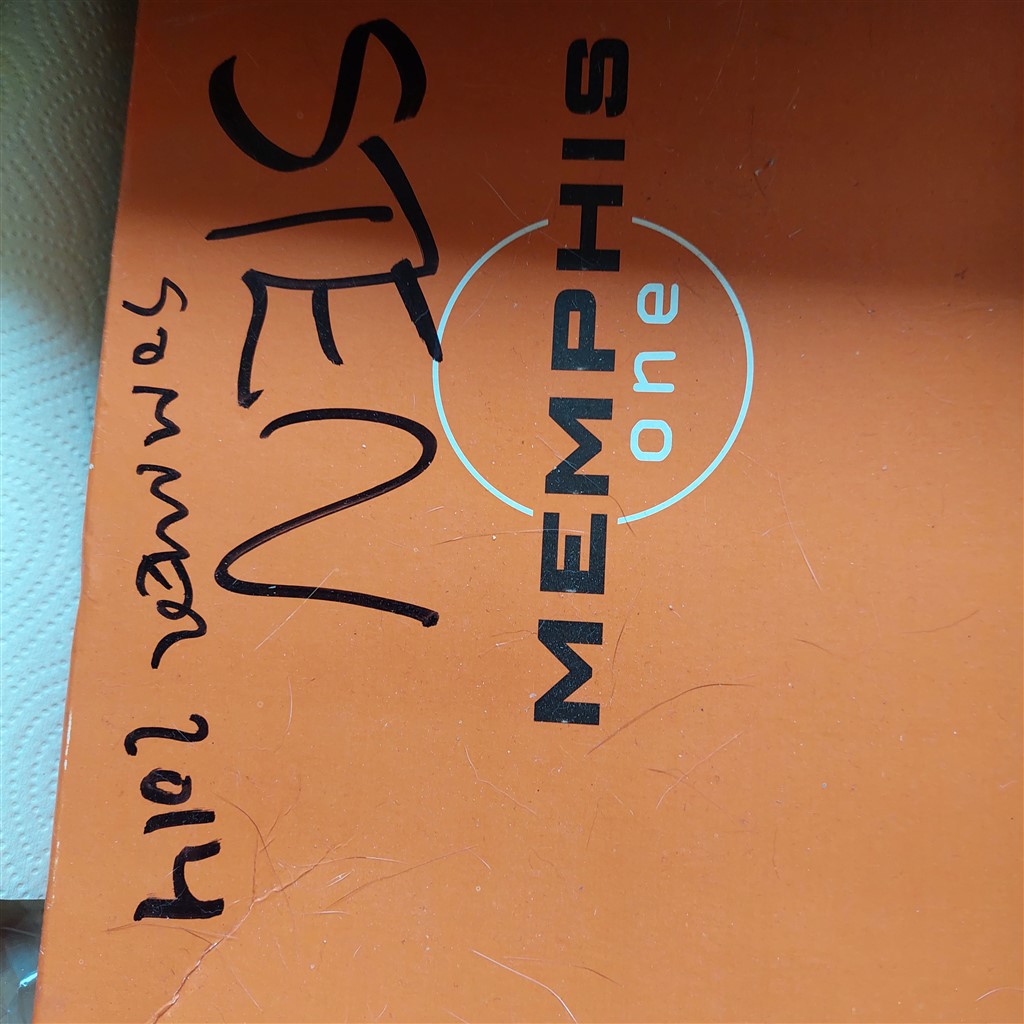 MEMPHIS
one
STEN
SOMMER 2014